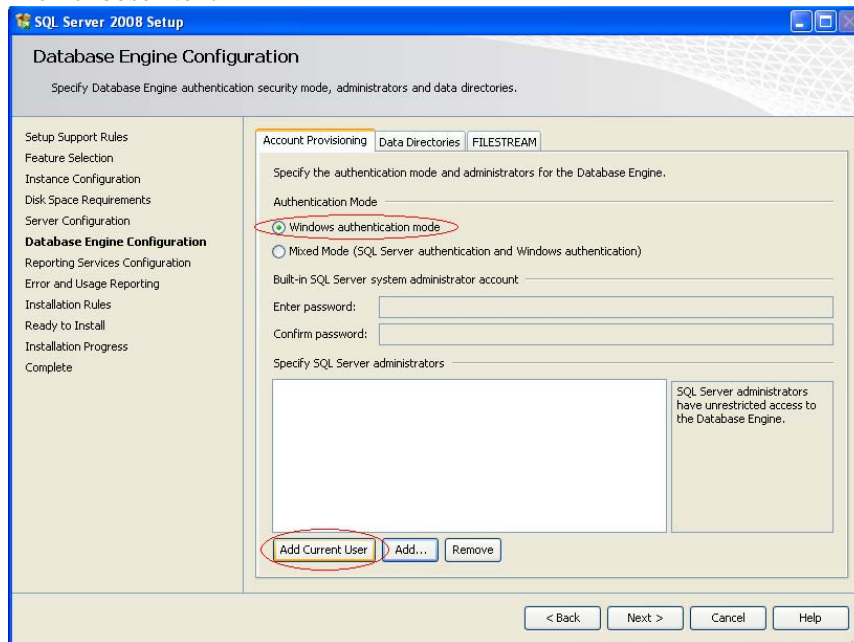 SQL Server 2008 Setup
Database Engine Configuration
Specify Database Engine authentication security mode, administrators and data directories.
Setup Support Rules
Feature Selection
Instance Configuration
Disk Space Requirements
Server Configuration
Database Engine Configuration
Reporting Services Configuration
Error and Usage Reporting
Installation Rules
Ready to Install
Installation Progress
Complete
Account Provisioning
Data Directories
FILESTREAM
Specify the authentication mode and administrators for the Database Engine.
Authentication Mode
Windows authentication mode
Mixed Mode (SQL Server authentication and Windows authentication)
Built-in SQL Server system administrator account
Enter password:
Confirm password:
Specify SQL Server administrators
SQL Server administrators
have unrestricted access to
the Database Engine.
Add Current User
Add...
Remove
< Back
Next >
Cancel
Help